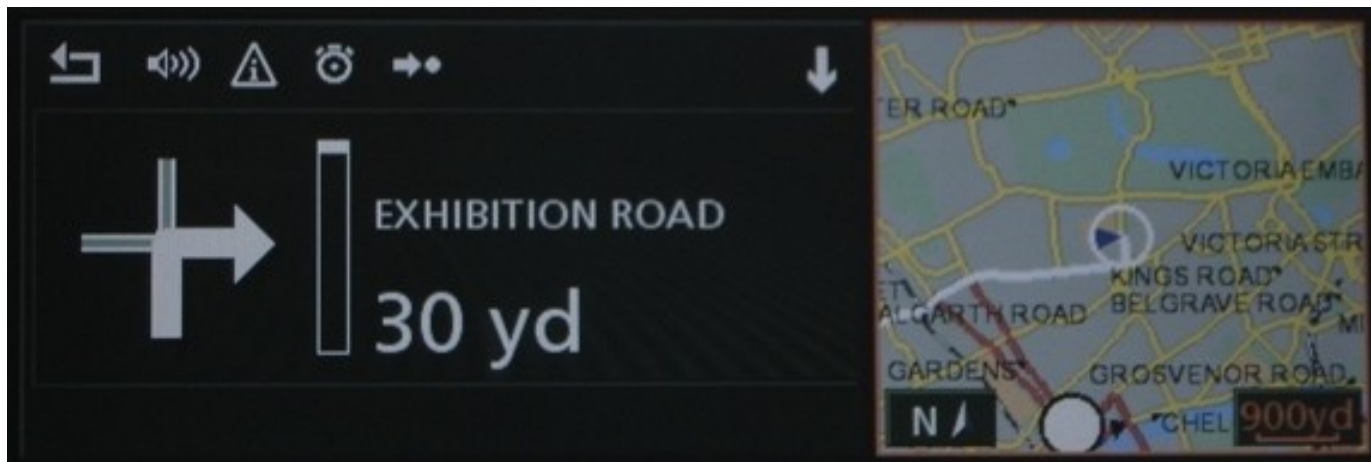 EXHIBITION ROAD
30 yd
TER ROAD
VICTORIA EMBA
VICTORIA STR
KINGS ROAD
BELGRAVE ROAD
ALGARTH ROAD
GARDENS
GROSVENOR ROAD
N
CHEL
900yd